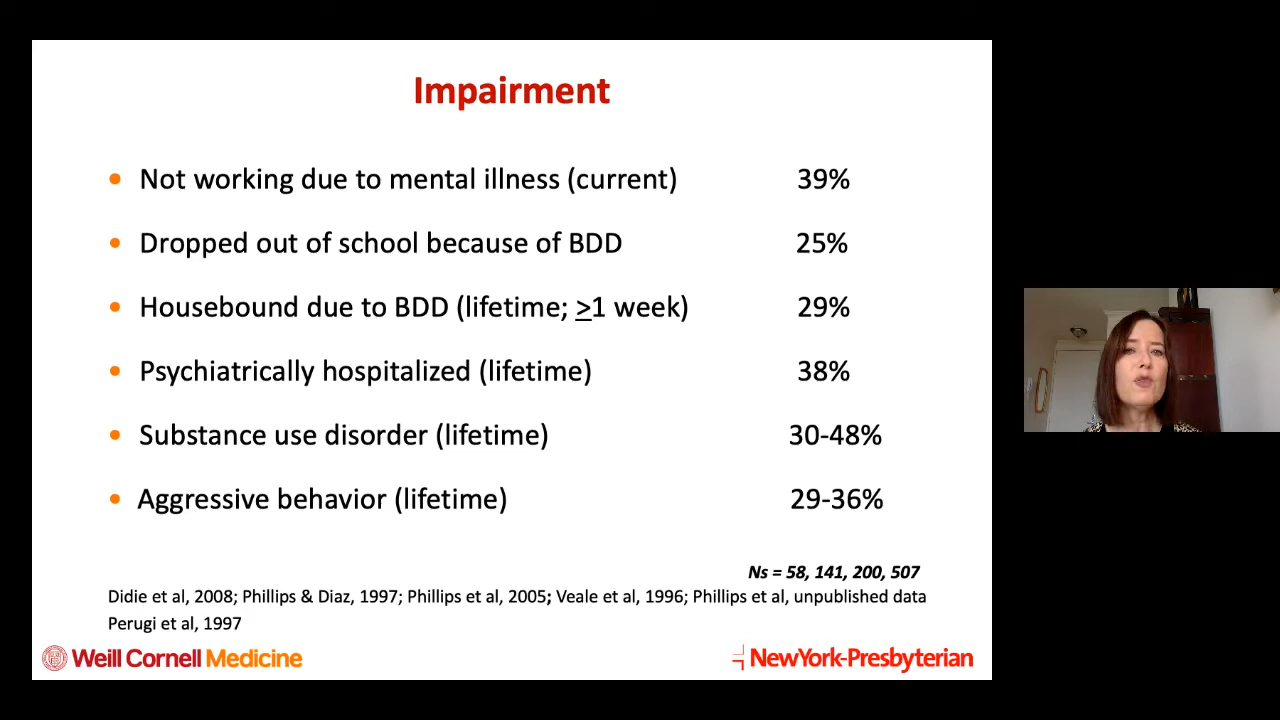 Impairment
• Not working due to mental illness (current) 39%
• Dropped out of school because of BDD 25%
• Housebound due to BDD (lifetime; >1 week) 29%
• Psychiatrically hospitalized (lifetime) 38%
• Substance use disorder (lifetime) 30-48%
• Aggressive behavior (lifetime) 29-36%
Ns = 58, 141, 200, 507
Didie et al, 2008; Phillips & Diaz, 1997; Phillips et al, 2005; Veale et al, 1996; Phillips et al, unpublished data
Perugi et al, 1997
Weill Cornell Medicine
NewYork-Presbyterian